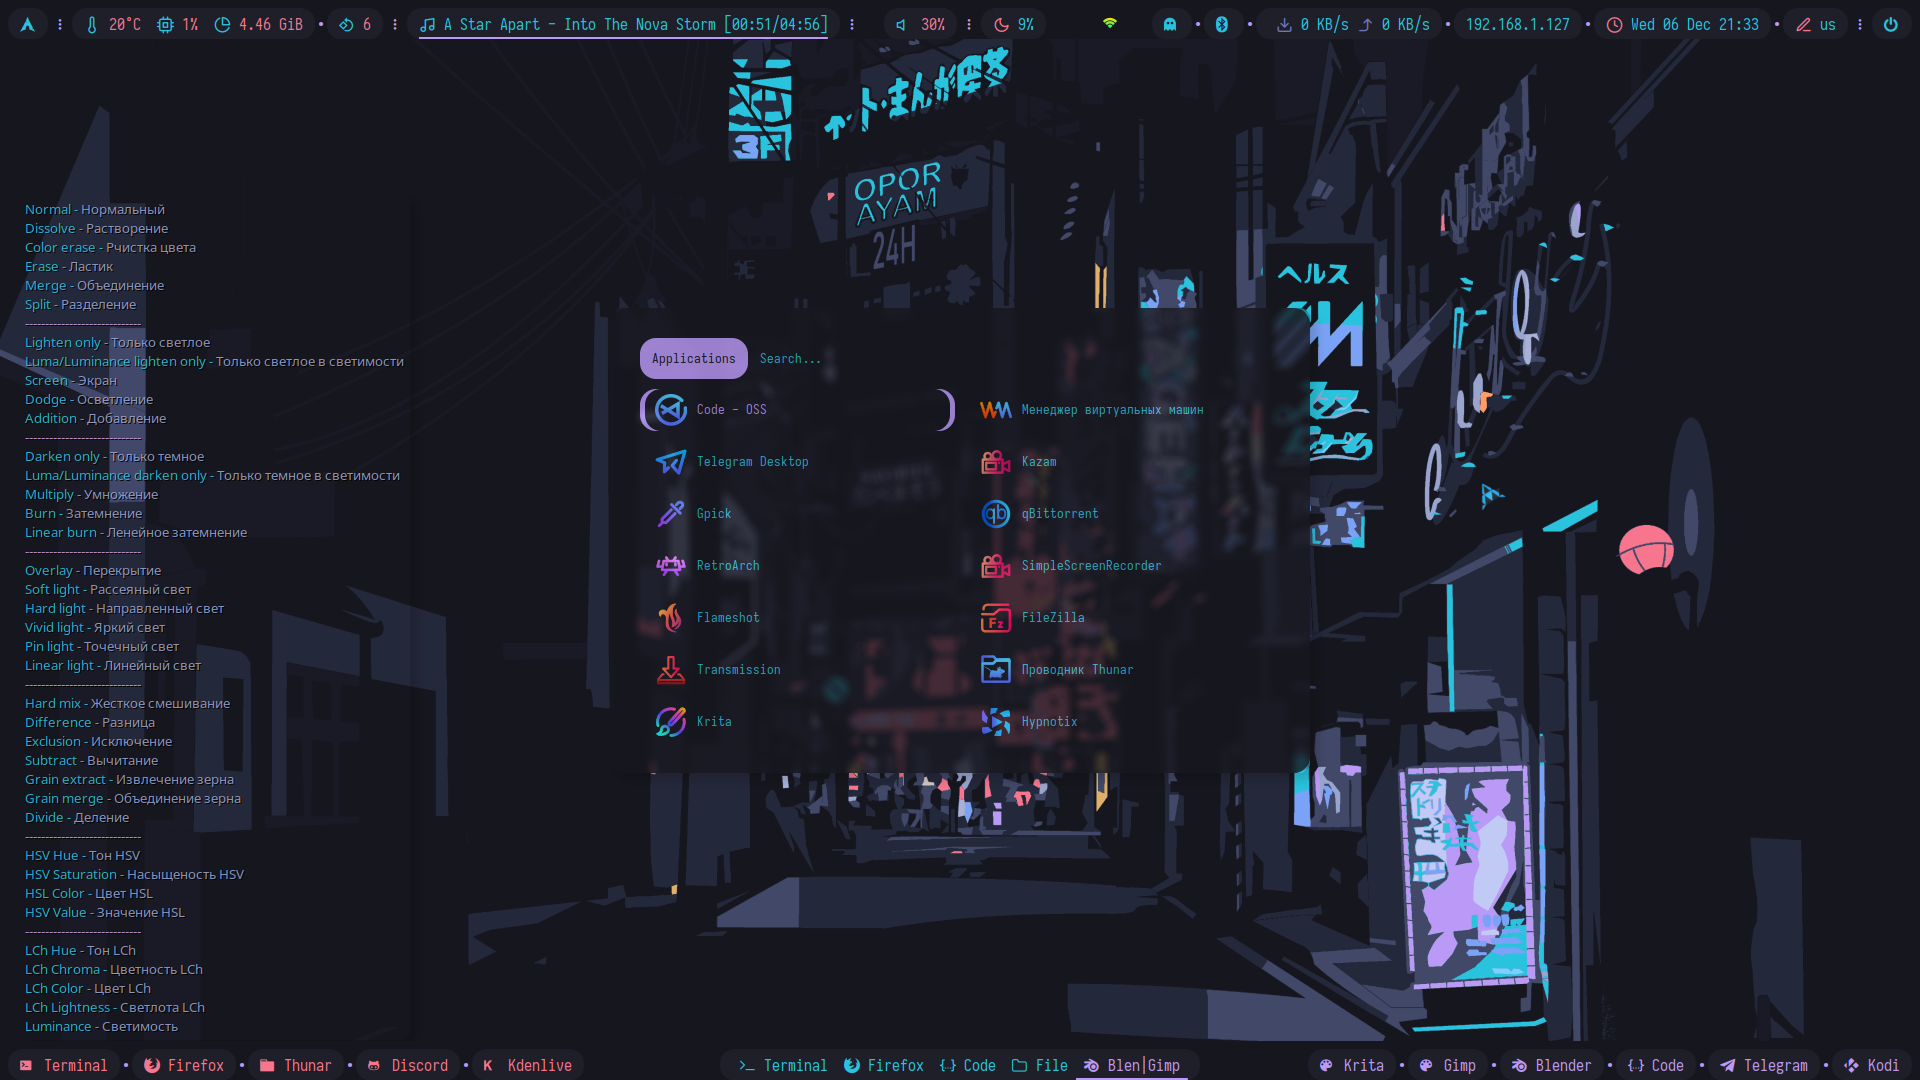 20°C 1% 4.46 GiB 6 A Star Apart - Into The Nova Storm [00:51/04:56] 30% 9% 0 KB/s 0 KB/s 192.168.1.127 Wed 06 Dec 21:33 us
3F
OPOR
AYAM
24H
ヘルス
Normal - Нормальный
Dissolve - Растворение
Color erase - Рчистка цвета
Erase - Ластик
Merge - Объединение
Split - Разделение
-----------------------------
Lighten only - Только светлое
Luma/Luminance lighten only - Только светлое в светимости
Screen - Экран
Dodge - Осветление
Addition - Добавление
-----------------------------
Darken only - Только темное
Luma/Luminance darken only - Только темное в светимости
Multiply - Умножение
Burn - Затемнение
Linear burn - Ленейное затемнение
-----------------------------
Overlay - Перекрытие
Soft light - Рассеяный свет
Hard light - Направленный свет
Vivid light - Яркий свет
Pin light - Точечный свет
Linear light - Линейный свет
-----------------------------
Hard mix - Жесткое смешивание
Difference - Разница
Exclusion - Исключение
Subtract - Вычитание
Grain extract - Извлечение зерна
Grain merge - Объединение зерна
Divide - Деление
-----------------------------
HSV Hue - Тон HSV
HSV Saturation - Насыщеность HSV
HSL Color - Цвет HSL
HSV Value - Значение HSL
-----------------------------
LCh Hue - Тон LCh
LCh Chroma - Цветность LCh
LCh Color - Цвет LCh
LCh Lightness - Светлота LCh
Luminance - Светимость
Applications Search...
Code - OSS
Менеджер виртуальных машин
Telegram Desktop
Kazam
Gpick
qBittorrent
RetroArch
SimpleScreenRecorder
Flameshot
FileZilla
Transmission
Проводник Thunar
Krita
Hypnotix
Terminal Firefox Thunar Discord Kdenlive Terminal Firefox Code File Blen|Gimp Krita Gimp Blender Code Telegram Kodi